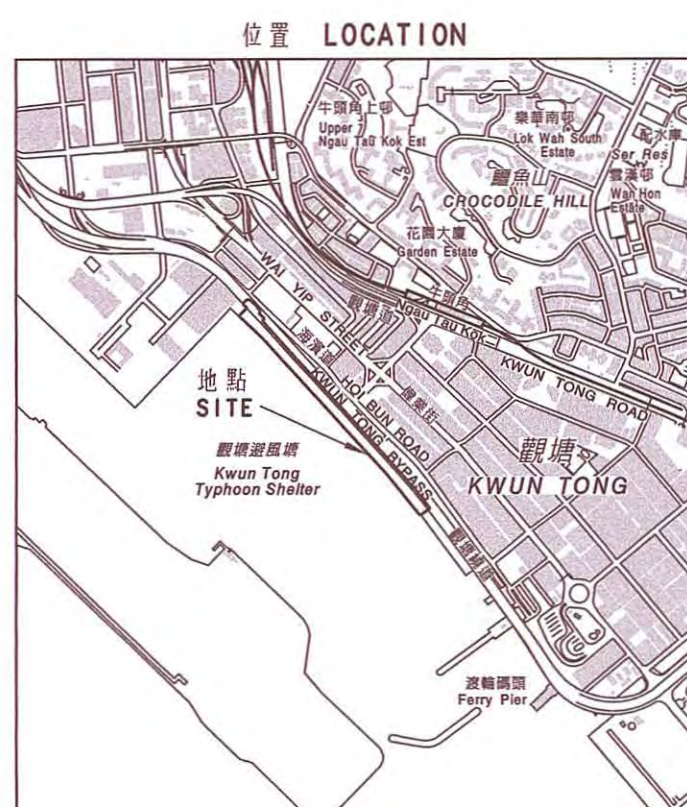 位置 LOCATION
牛頭角上邨
Upper
Ngau Tau Kok Est
樂華南邨
Lok Wah South
Estate
配水庫
Ser Res
雲漢邨
Wan Hon
Estate
鱷魚山
CROCODILE HILL
花園大廈
Garden Estate
牛頭角
Ngau Tau Kok
WAI YIP STREET
觀塘道
KWUN TONG ROAD
海濱道
HOI BUN ROAD
偉業街
KWUN TONG BYPASS
地點
SITE
觀塘避風塘
Kwun Tong
Typhoon Shelter
觀塘
KWUN TONG
觀塘繞道
渡輪碼頭
Ferry Pier